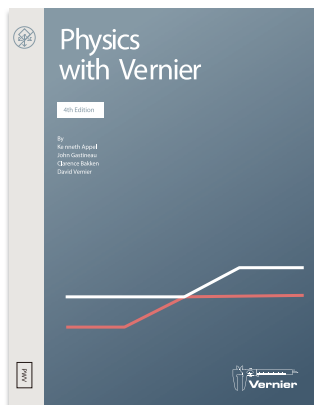 Physics
with Vernier
4th Edition
By
Kenneth Appel
John Gastineau
Clarence Bakken
David Vernier
PWV
Vernier